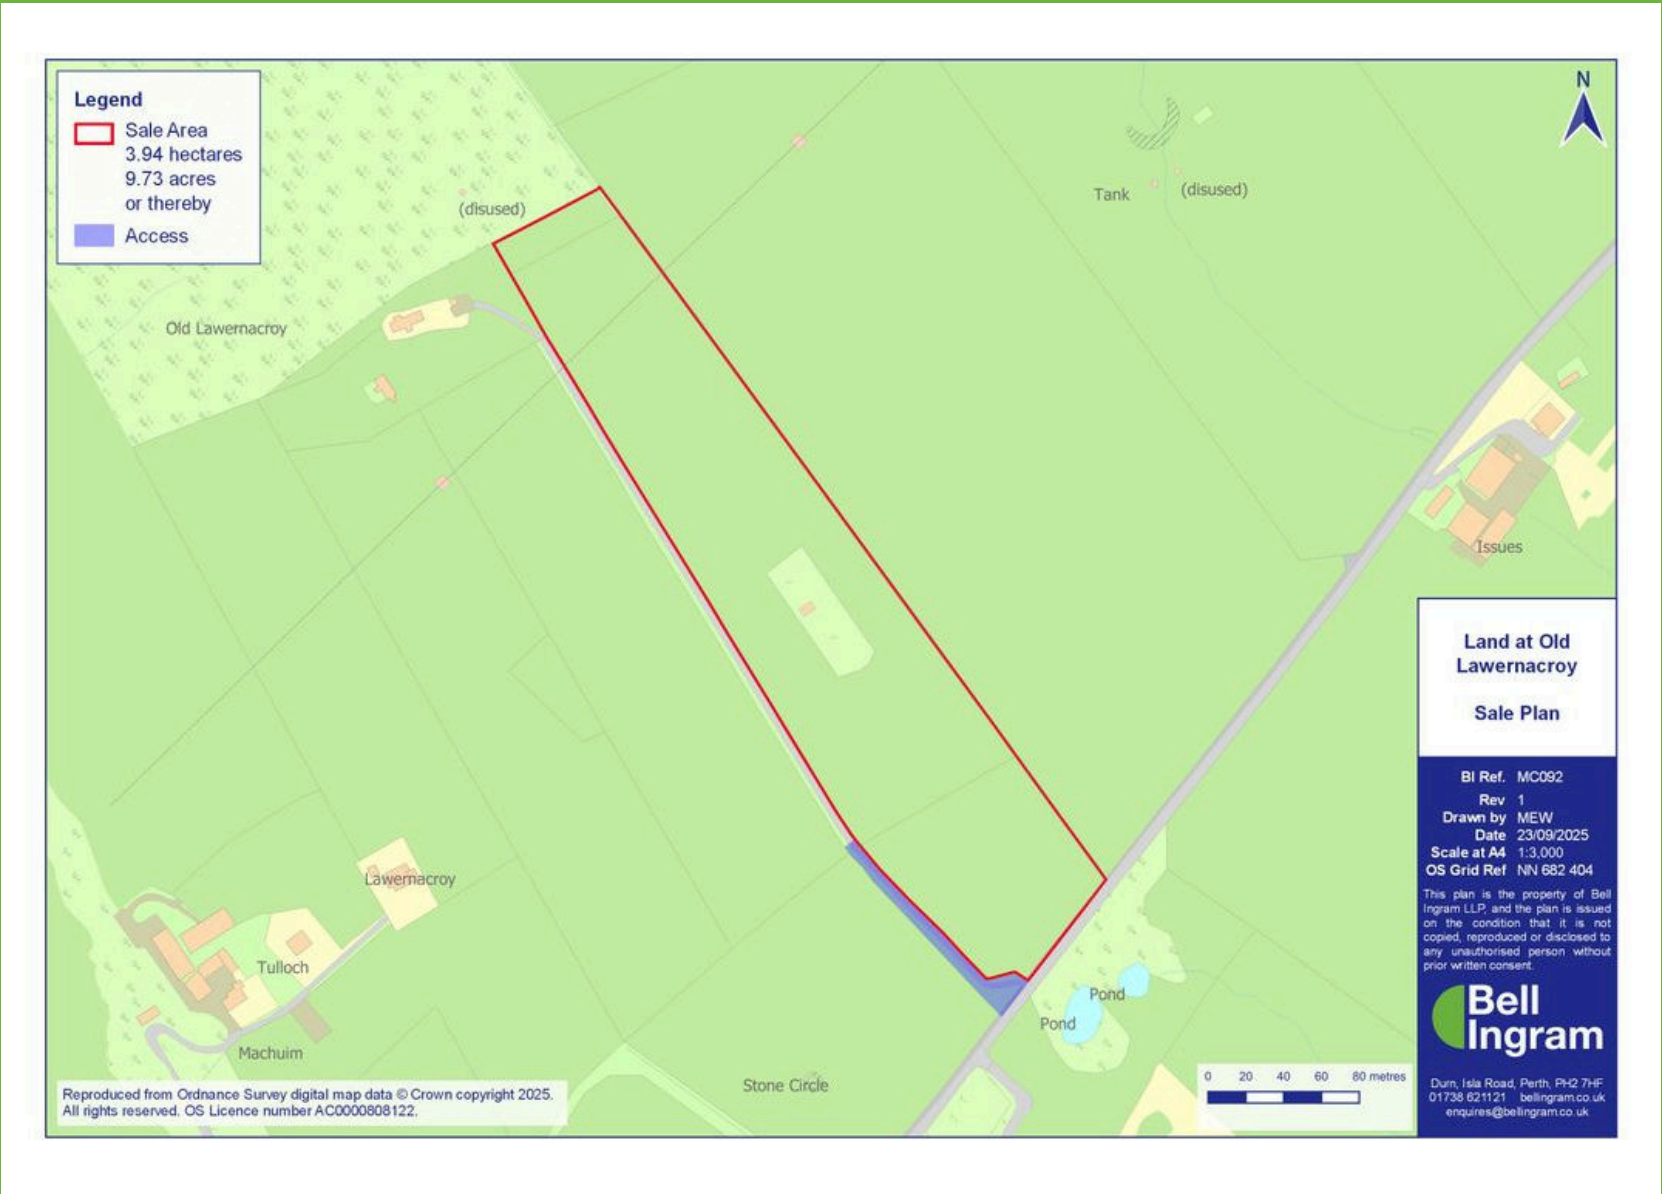 Legend
Sale Area
3.94 hectares
9.73 acres
or thereby
Access
N
(disused)
Tank
(disused)
Old Lawernacroy
Issues
Lawernacroy
Tulloch
Machuim
Pond
Pond
Stone Circle
Reproduced from Ordnance Survey digital map data © Crown copyright 2025.
All rights reserved. OS Licence number AC0000808122.
0 20 40 60 80 metres
Land at Old
Lawernacroy
Sale Plan
BI Ref. MC092
Rev 1
Drawn by MEW
Date 23/09/2025
Scale at A4 1:3,000
OS Grid Ref NN 682 404
This plan is the property of Bell
Ingram LLP, and the plan is issued
on the condition that it is not
copied, reproduced or disclosed to
any unauthorised person without
prior written consent.
Bell
Ingram
Durn, Isla Road, Perth, PH2 7HF
01738 621121 bellingram.co.uk
enquires@bellingram.co.uk